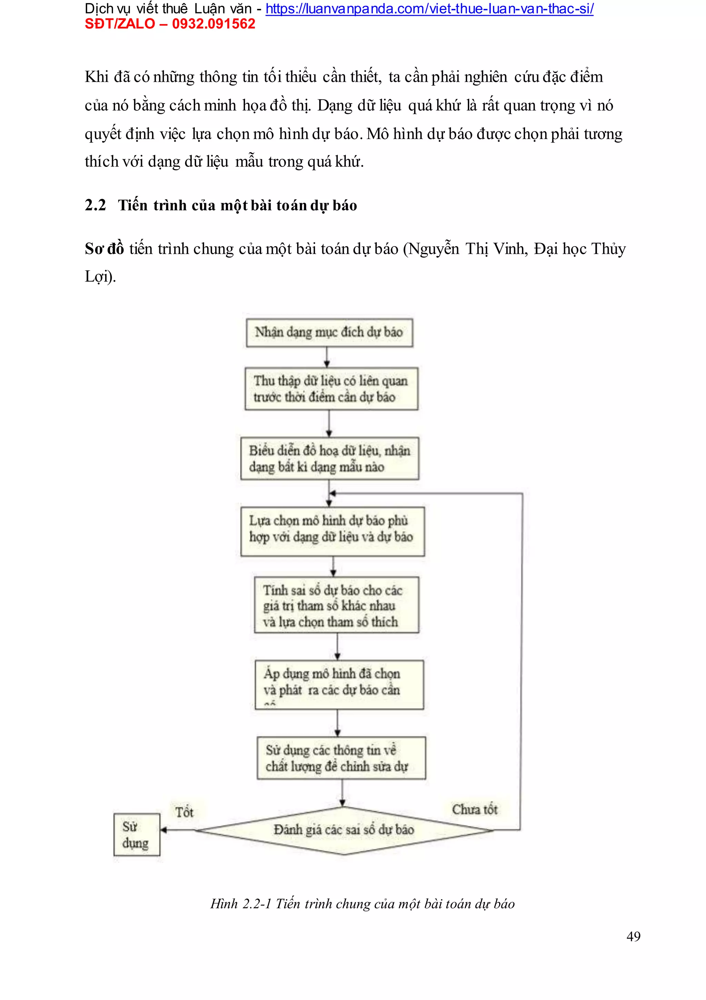 Dịch vụ viết thuê Luận văn - https://luanvanpanda.com/viet-thue-luan-van-thac-si/
SĐT/ZALO – 0932.091562
Khi đã có những thông tin tối thiểu cần thiết, ta cần phải nghiên cứu đặc điểm
của nó bằng cách minh họa đồ thị. Dạng dữ liệu quá khứ là rất quan trọng vì nó
quyết định việc lựa chọn mô hình dự báo. Mô hình dự báo được chọn phải tương
thích với dạng dữ liệu mẫu trong quá khứ.
2.2 Tiến trình của một bài toán dự báo
Sơ đồ tiến trình chung của một bài toán dự báo (Nguyễn Thị Vinh, Đại học Thủy
Lợi).
Nhận dạng mục đích dự báo
Thu thập dữ liệu có liên quan
trước thời điểm cần dự báo
Biểu diễn đồ hoạ dữ liệu, nhận
dạng bất kì dạng mẫu nào
Lựa chọn mô hình dự báo phù
hợp với dạng dữ liệu và dự báo
Tính sai số dự báo cho các
giá trị tham số khác nhau
và lựa chọn tham số thích
Áp dụng mô hình đã chọn
và phát ra các dự báo cần
Sử dụng các thông tin về
chất lượng để chỉnh sửa dự
Tốt
Chưa tốt
Sử
dụng
Đánh giá các sai số dự báo
Hình 2.2-1 Tiến trình chung của một bài toán dự báo
49